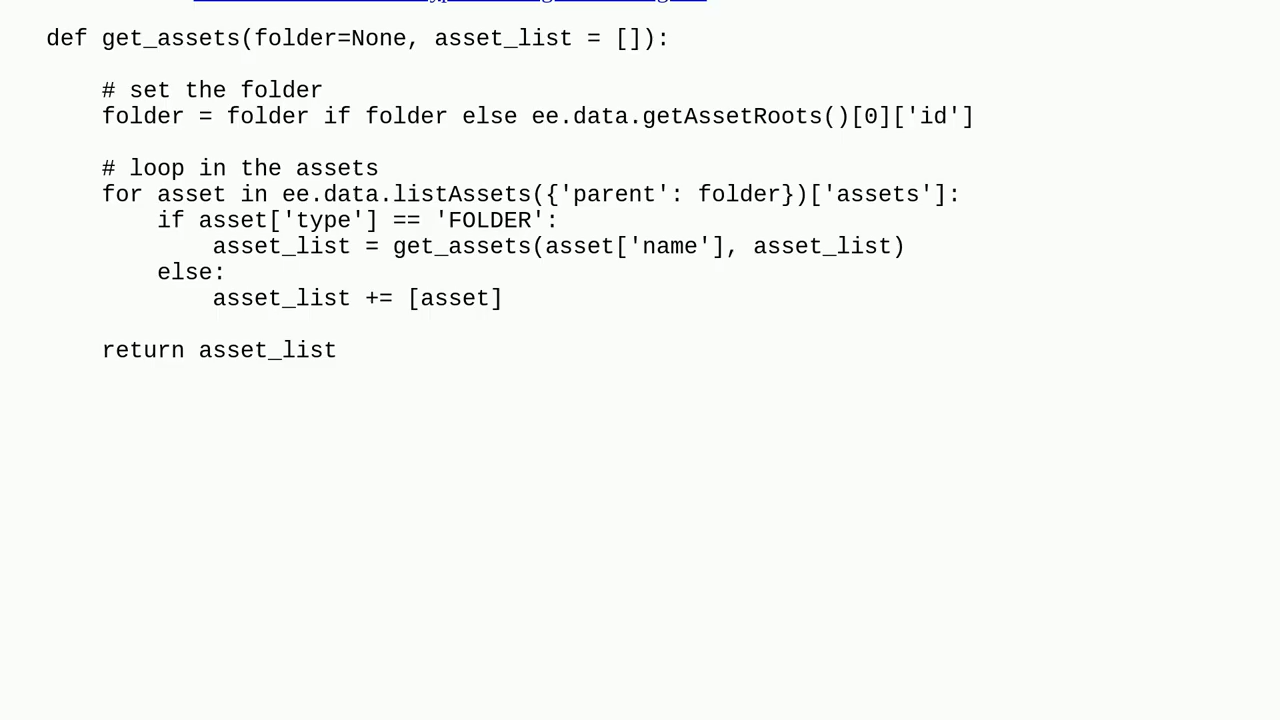 def get_assets(folder=None, asset_list = []):
    # set the folder
    folder = folder if folder else ee.data.getAssetRoots()[0]['id']
    # loop in the assets
    for asset in ee.data.listAssets({'parent': folder})['assets']:
        if asset['type'] == 'FOLDER':
            asset_list = get_assets(asset['name'], asset_list)
        else:
            asset_list += [asset]
    return asset_list